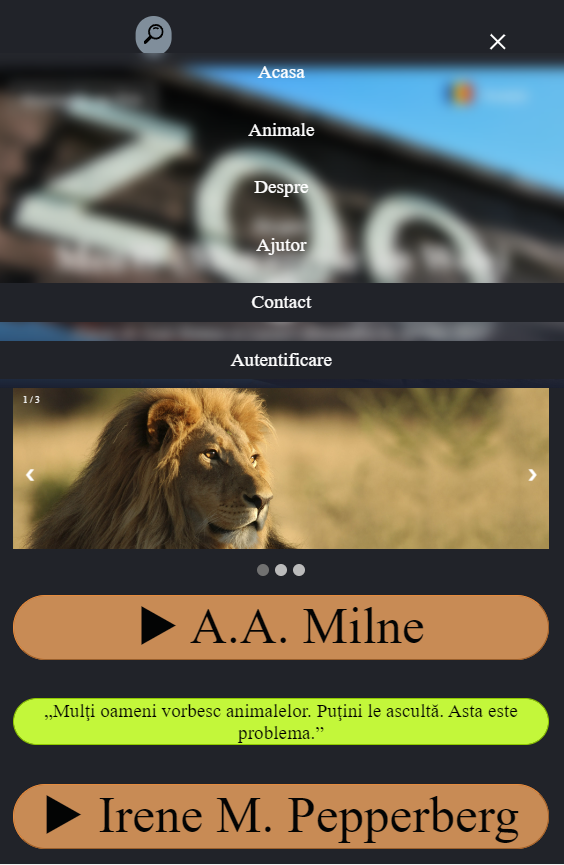 Acasa
ZOO
Animale
Despre
Ajutor
Contact
Autentificare
1 / 3
A.A. Milne
„Mulţi oameni vorbesc animalelor. Puţini le ascultă. Asta este
problema.”
Irene M. Pepperberg